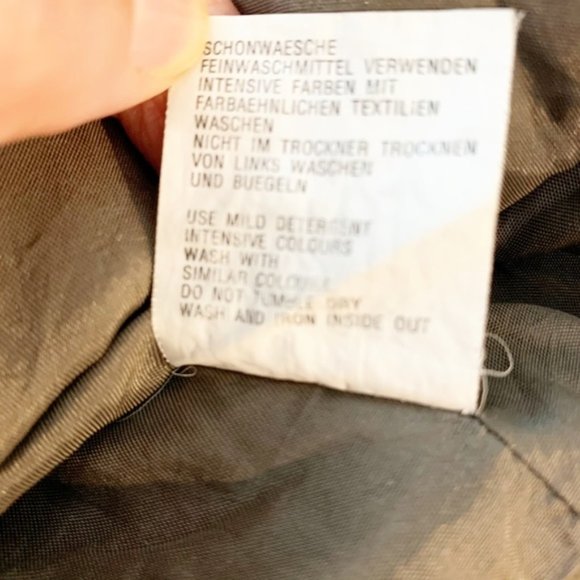 SCHONWAESCHE
FEINWASCHMITTEL VERWENDEN
INTENSIVE FARBEN MIT
FARBAEHNLICHEN TEXTILIEN
WASCHEN
NICHT IM TROCKNER TROCKNEN
VON LINKS WASCHEN
UND BUEGELN
USE MILD DETERGENT
INTENSIVE COLOURS
WASH WITH
SIMILAR COLOURS
DO NOT TUMBLE DRY
WASH AND IRON INSIDE OUT